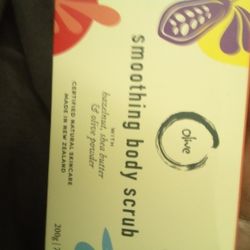 olive
smoothing body scrub
WITH
hazelnut, shea butter
& olive powder
CERTIFIED NATURAL SKINCARE
MADE IN NEW ZEALAND
200g |